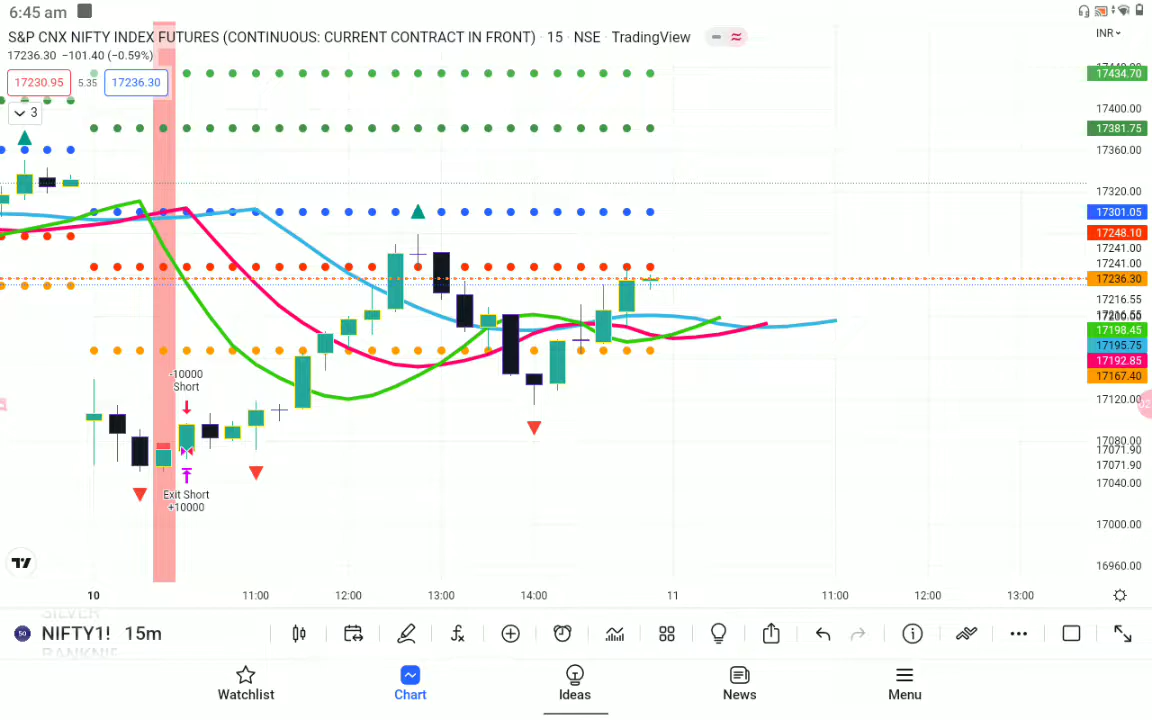 6:45 am
S&P CNX NIFTY INDEX FUTURES (CONTINUOUS: CURRENT CONTRACT IN FRONT) · 15 · NSE · TradingView
INR
17236.30 −101.40 (−0.59%)
17230.95 5.35 17236.30
3
17434.70
17400.00
17381.75
17360.00
17320.00
17301.05
17248.10
17241.00
17241.00
17236.30
17216.55
17216.55
17198.45
17195.75
17192.85
17167.40
17120.00
17080.00
17071.90
17071.90
17040.00
17000.00
16960.00
-10000
Short
Exit Short
+10000
10 11:00 12:00 13:00 14:00 11 11:00 12:00 13:00
SILVER
50 NIFTY1! 15m
BANKNIF
Watchlist Chart Ideas News Menu